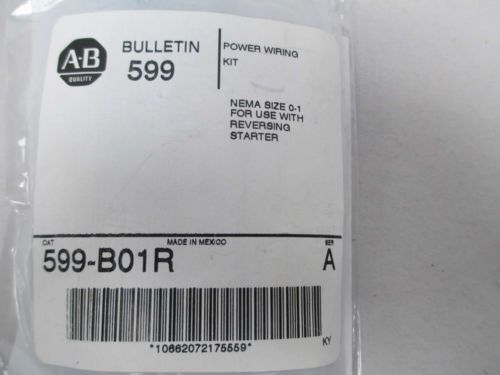 A-B
QUALITY
BULLETIN
599
POWER WIRING
KIT
NEMA SIZE 0-1
FOR USE WITH
REVERSING
STARTER
CAT
MADE IN MEXICO
SER
599-B01R
A
*10662072175559*
KY